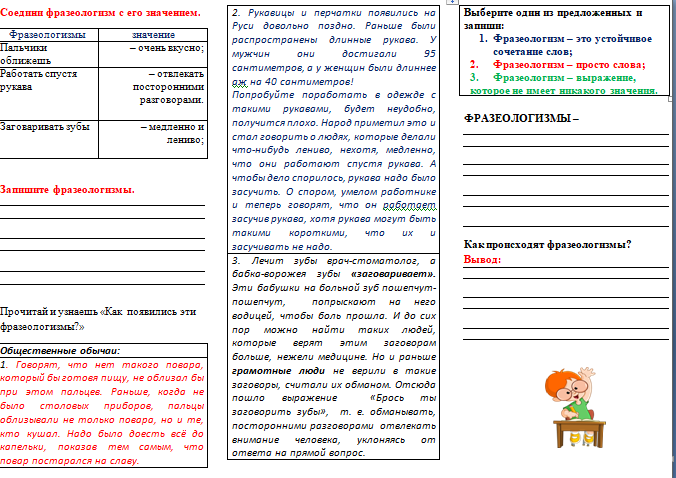 Соедини фразеологизм с его значением.
Фразеологизмы значение
Пальчики – очень вкусно;
оближешь
Работать спустя – отвлекать
рукава посторонними
разговорами.
Заговаривать зубы – медленно и
лениво;
Запишите фразеологизмы.
Прочитай и узнаешь «Как появились эти
фразеологизмы?»
Общественные обычаи:
1. Говорят, что нет такого повара,
который бы готовя пищу, не облизал бы
при этом пальцев. Раньше, когда не
было столовых приборов, пальцы
облизывали не только повара, но и те,
кто кушал. Надо было доесть всё до
капельки, показав тем самым, что
повар постарался на славу.
2. Рукавицы и перчатки появились на
Руси довольно поздно. Раньше были
распространены длинные рукава. У
мужчин они достигали 95
сантиметров, а у женщин были длиннее
аж на 40 сантиметров!
Попробуйте поработать в одежде с
такими рукавами, будет неудобно,
получится плохо. Народ приметил это и
стал говорить о людях, которые делали
что-нибудь лениво, нехотя, медленно,
что они работают спустя рукава. А
чтобы дело спорилось, рукава надо было
засучить. О спором, умелом работнике
и теперь говорят, что он работает
засучив рукава, хотя рукава могут быть
такими короткими, что их и
засучивать не надо.
3. Лечит зубы врач-стоматолог, а
бабка-ворожея зубы «заговаривает».
Эти бабушки на больной зуб пошепчут-
пошепчут, попрыскают на него
водицей, чтобы боль прошла. И до сих
пор можно найти таких людей,
которые верят этим заговорам
больше, нежели медицине. Но и раньше
грамотные люди не верили в такие
заговоры, считали их обманом. Отсюда
пошло выражение «Брось ты
заговорить зубы», т. е. обманывать,
посторонними разговорами отвлекать
внимание человека, уклоняясь от
ответа на прямой вопрос.
Выберите один из предложенных и
запиши:
1. Фразеологизм – это устойчивое
сочетание слов;
2. Фразеологизм – просто слова;
3. Фразеологизм – выражение,
которое не имеет никакого значения.
ФРАЗЕОЛОГИЗМЫ –
Как происходят фразеологизмы?
Вывод: